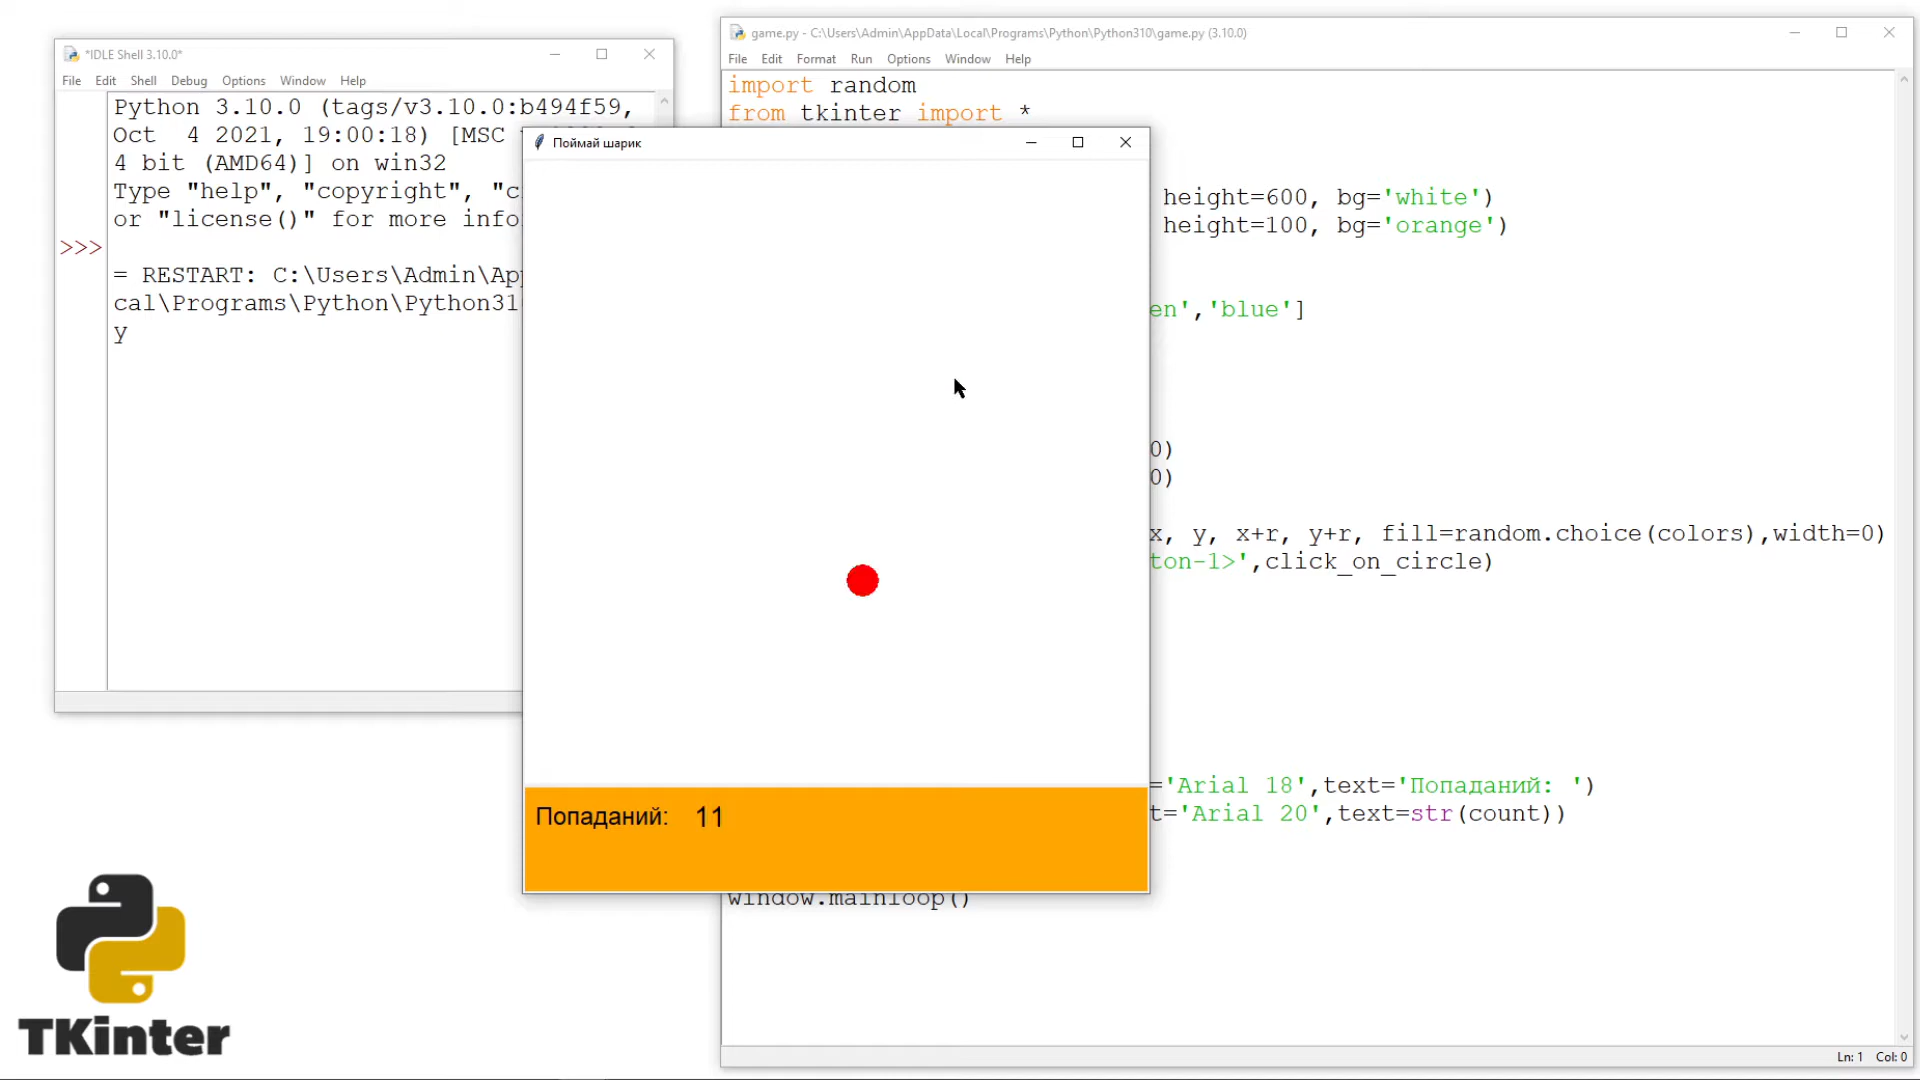 *IDLE Shell 3.10.0*
File Edit Shell Debug Options Window Help
Python 3.10.0 (tags/v3.10.0:b494f59,
Oct  4 2021, 19:00:18) [MSC
4 bit (AMD64)] on win32
Type "help", "copyright", "c
or "license()" for more info
>>>
= RESTART: C:\Users\Admin\Ap
cal\Programs\Python\Python31
y
game.py - C:\Users\Admin\AppData\Local\Programs\Python\Python310\game.py (3.10.0)
File Edit Format Run Options Window Help
import random
from tkinter import *
height=600, bg='white')
height=100, bg='orange')
en','blue']
0)
0)
x, y, x+r, y+r, fill=random.choice(colors),width=0)
ton-1>',click_on_circle)
='Arial 18',text='Попаданий: ')
t='Arial 20',text=str(count))
window.mainloop()
Ln: 1 Col: 0
Поймай шарик
Попаданий: 11
TKinter